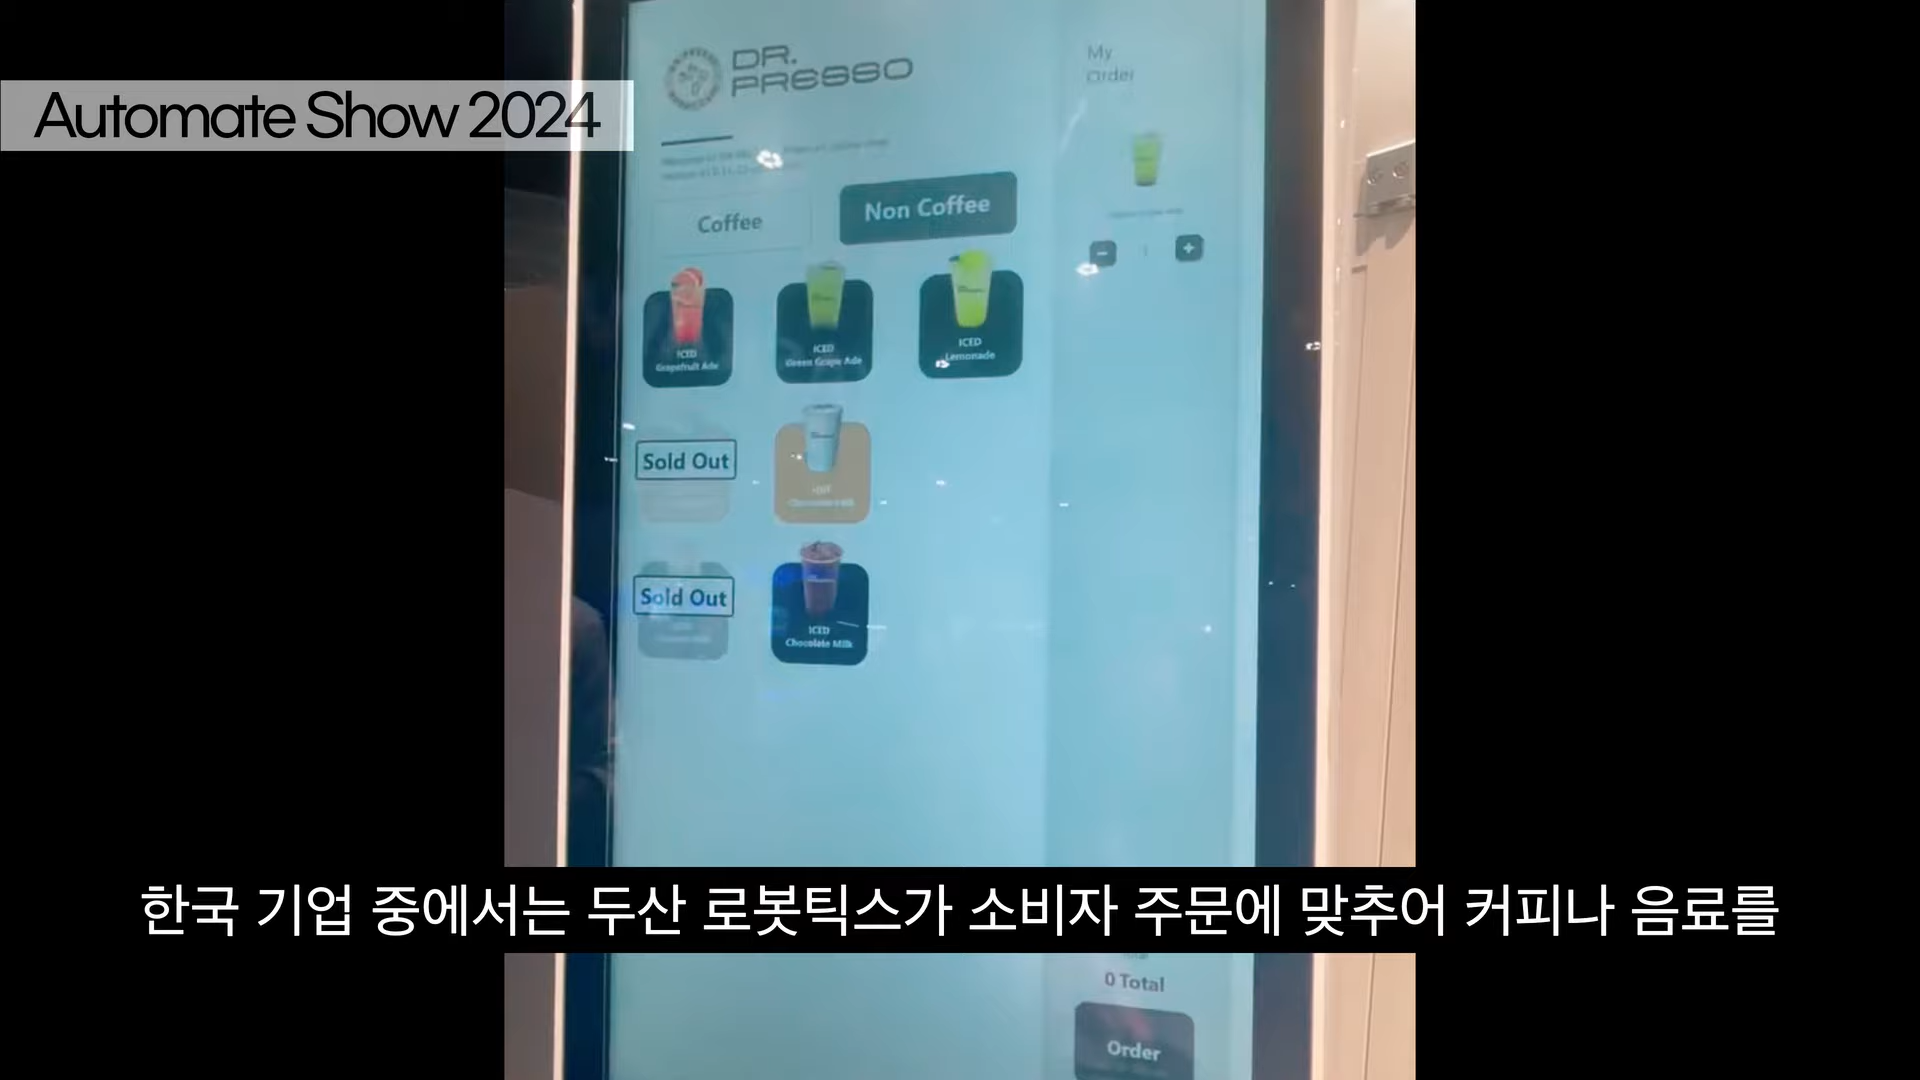 Automate Show 2024
DR.
PRESSO
My
Order
Coffee
Non Coffee
ICED
Grapefruit Ade
ICED
Green Grape Ade
ICED
Lemonade
Sold Out
Sold Out
ICED
Chocolate Milk
한국 기업 중에서는 두산 로봇틱스가 소비자 주문에 맞추어 커피나 음료를
0 Total
Order